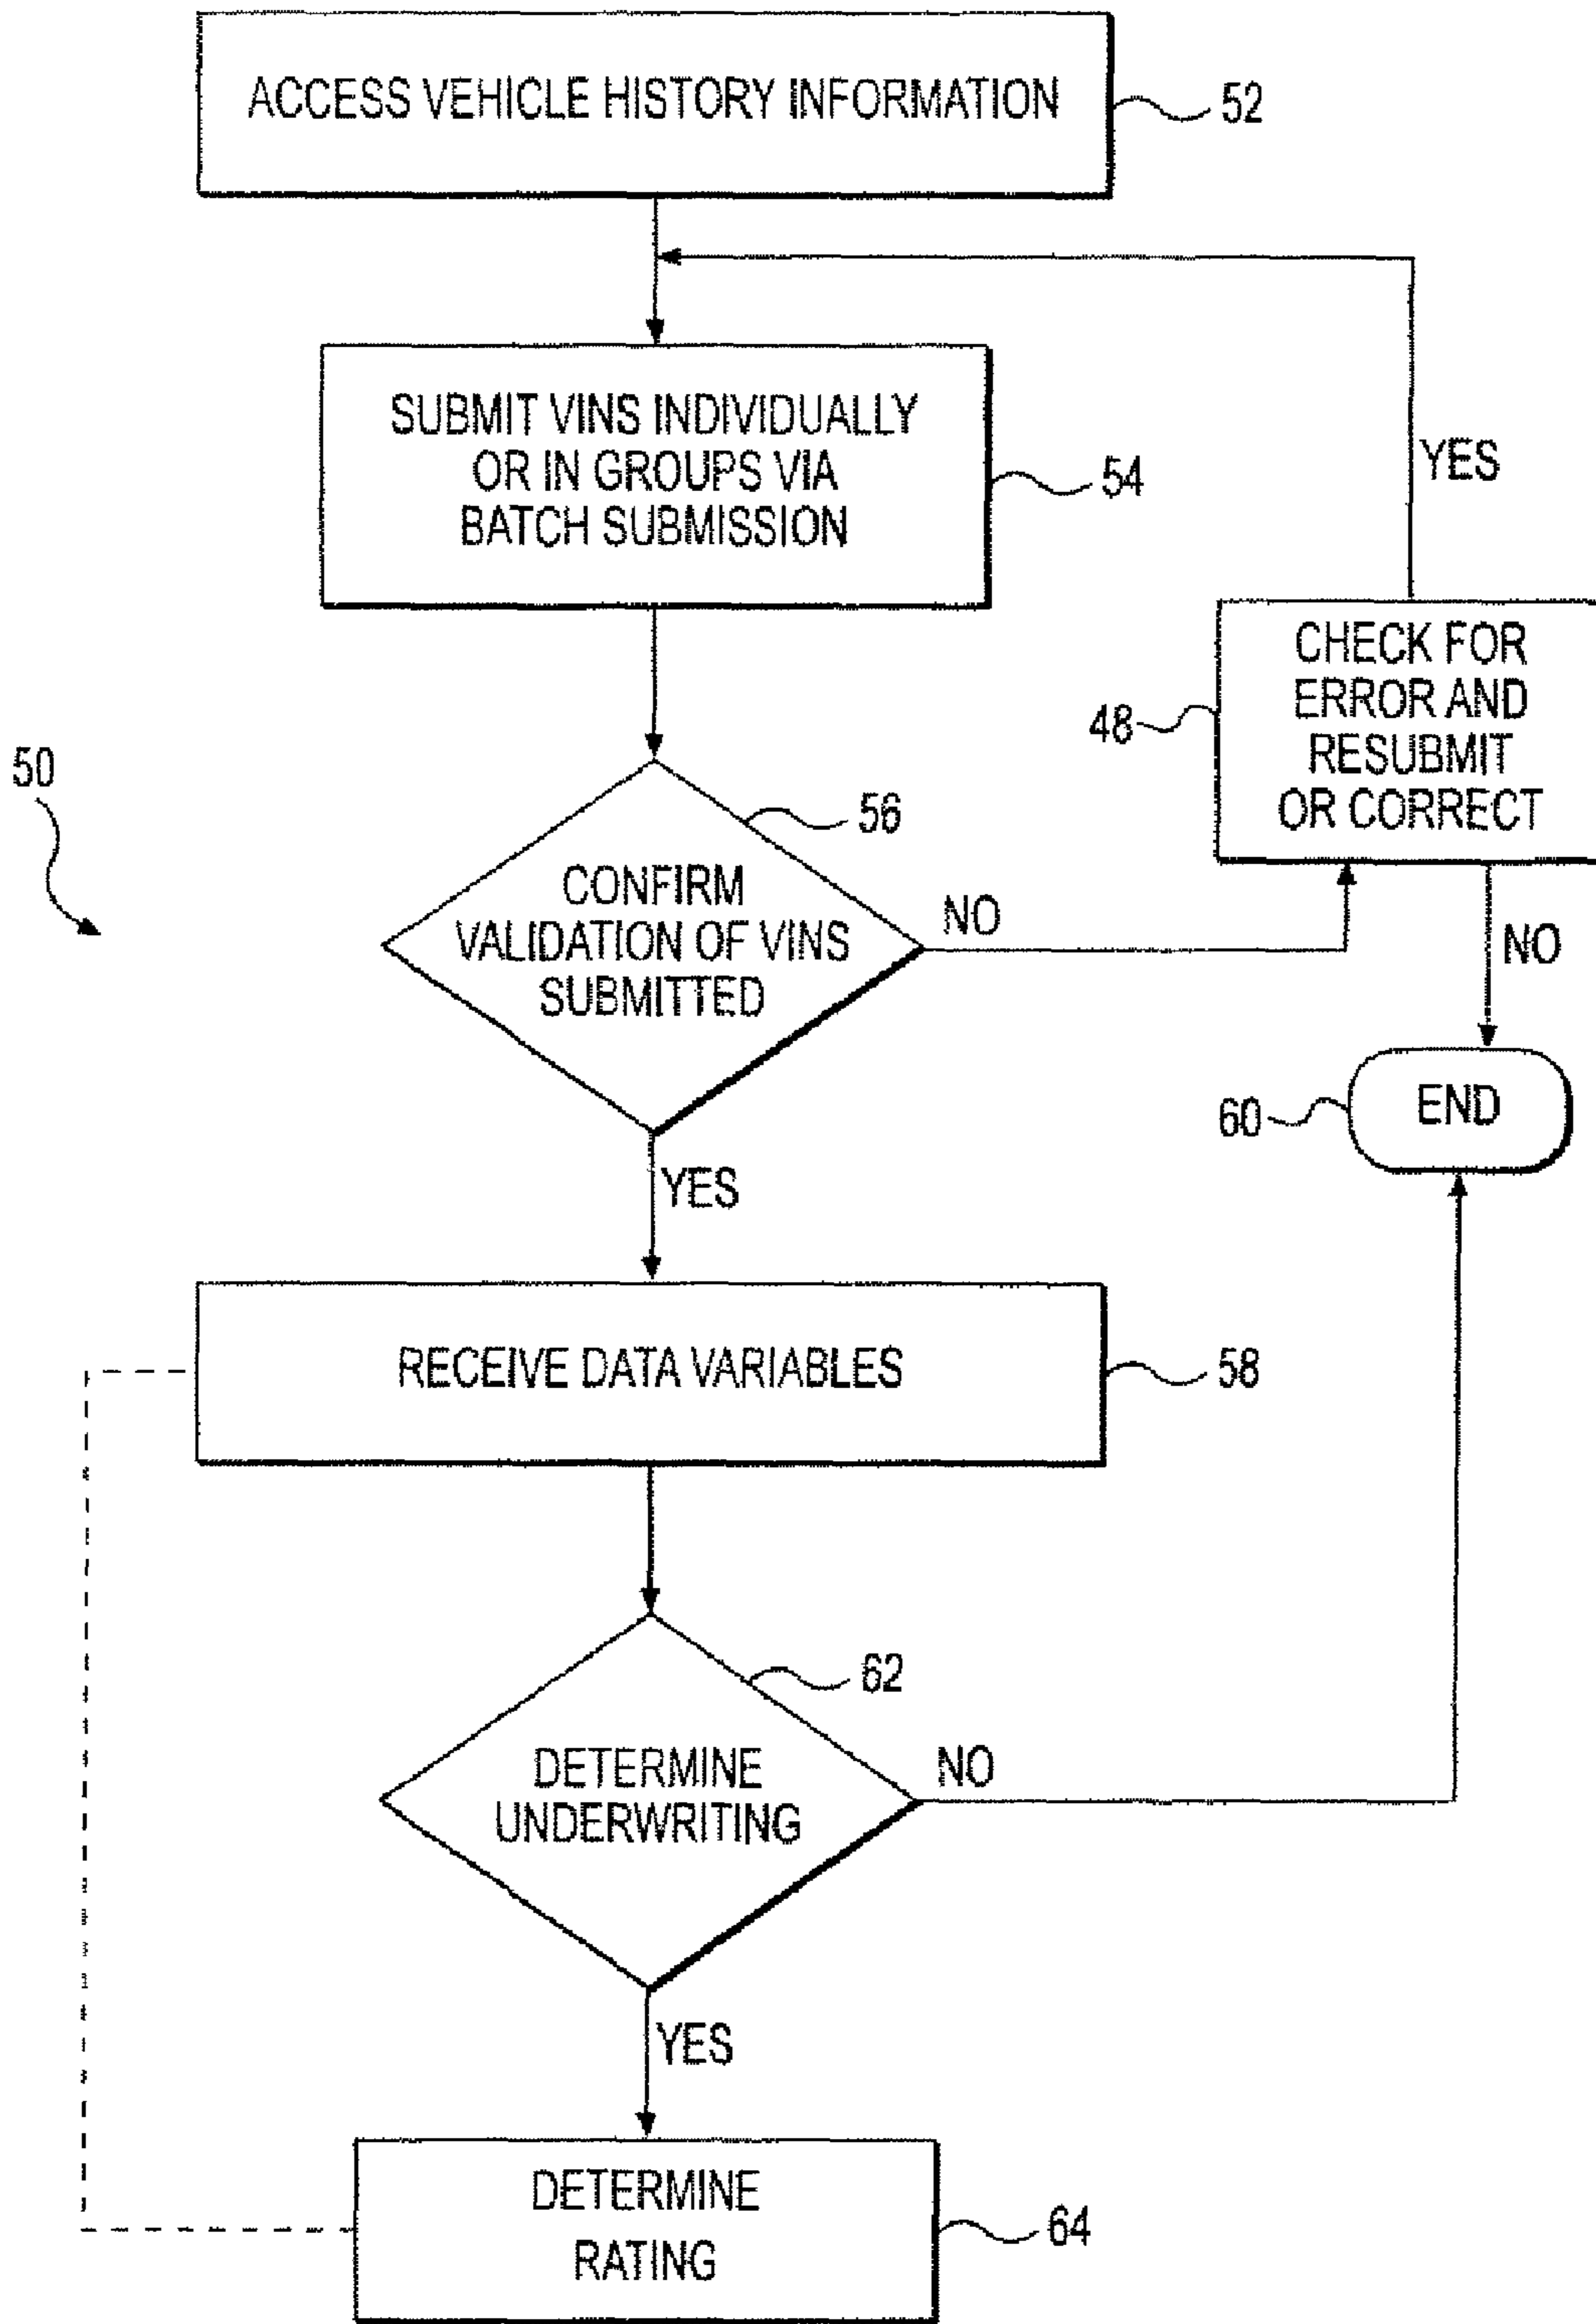 ACCESS VEHICLE HISTORY INFORMATION
52
SUBMIT VINS INDIVIDUALLY
OR IN GROUPS VIA
BATCH SUBMISSION
54
YES
CHECK FOR
ERROR AND
RESUBMIT
OR CORRECT
48
50
56
CONFIRM
VALIDATION OF VINS
SUBMITTED
NO
NO
60
END
YES
RECEIVE DATA VARIABLES
58
62
DETERMINE
UNDERWRITING
NO
YES
DETERMINE
RATING
64